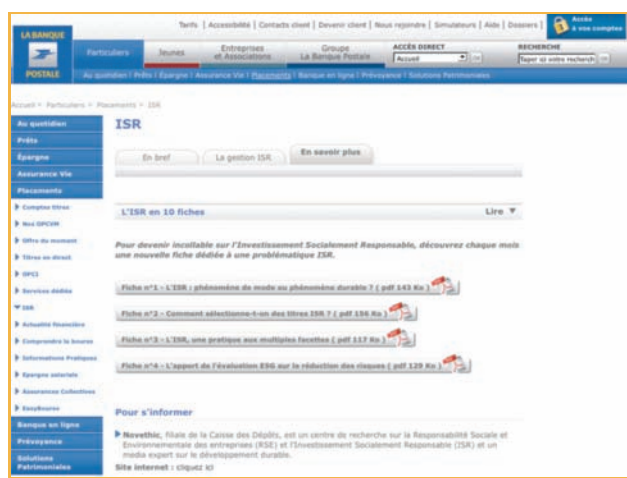 LA BANQUE
POSTALE
Tarifs | Accessibilité | Contacts client | Devenir client | Nous rejoindre | Simulateurs | Aide | Dossiers |
Accès
à vos comptes
Particuliers
Jeunes
Entreprises
et Associations
Groupe
La Banque Postale
ACCÈS DIRECT
Accueil
RECHERCHE
Taper ici votre recherch
Au quotidien | Prêts | Épargne | Assurance Vie | Placements | Banque en ligne | Prévoyance | Solutions Patrimoniales
Accueil > Particuliers > Placements > ISR
Au quotidien
Prêts
Épargne
Assurance Vie
Placements
Comptes titres
Nos OPCVM
Offre du moment
Titres en direct
OPCI
Services dédiés
ISR
Actualité financière
Comprendre la bourse
Informations Pratiques
Epargne salariale
Assurances Collectives
EasyBourse
Banque en ligne
Prévoyance
Solutions
Patrimoniales
ISR
En bref
La gestion ISR
En savoir plus
L'ISR en 10 fiches
Lire
Pour devenir incollable sur l'Investissement Socialement Responsable, découvrez chaque mois
une nouvelle fiche dédiée à une problématique ISR.
Fiche n°1 - L'ISR : phénomène de mode au phénomène durable ? ( pdf 143 Ko )
Fiche n°2 - Comment sélectionne-t-on des titres ISR ? ( pdf 156 Ko )
Fiche n°3 - L'ISR, une pratique aux multiples facettes ( pdf 117 Ko )
Fiche n°4 - L'apport de l'évaluation ESG sur la réduction des risques ( pdf 129 Ko )
Pour s'informer
Novethic, filiale de la Caisse des Dépôts, est un centre de recherche sur la Responsabilité Sociale et
Environnementale des entreprises (RSE) et l'Investissement Socialement Responsable (ISR) et un
media expert sur le développement durable.
Site internet : cliquez ici